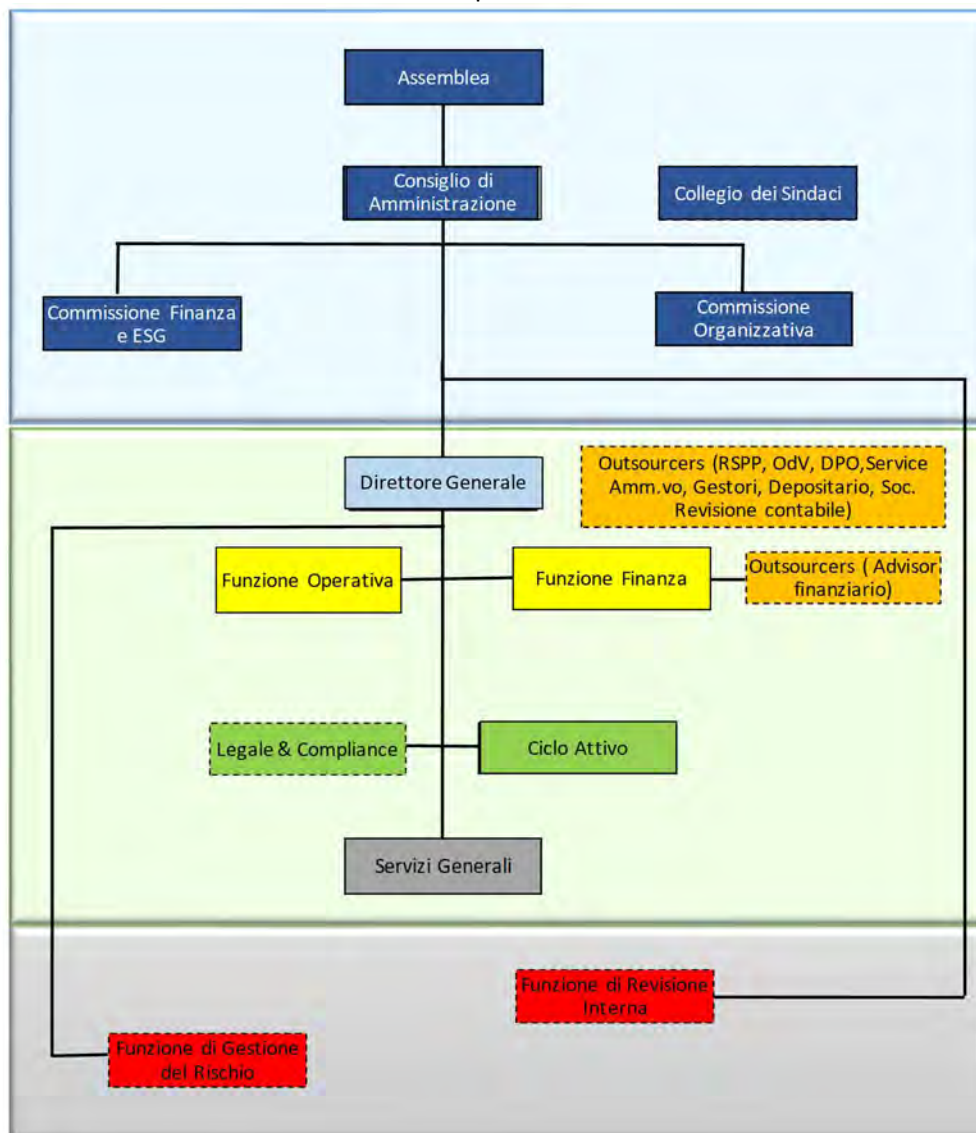 Assemblea
Consiglio di
Amministrazione
Collegio dei Sindaci
Commissione Finanza
e ESG
Commissione
Organizzativa
Direttore Generale
Outsourcers (RSPP, OdV, DPO,Service
Amm.vo, Gestori, Depositario, Soc.
Revisione contabile)
Funzione Operativa
Funzione Finanza
Outsourcers ( Advisor
finanziario)
Legale & Compliance
Ciclo Attivo
Servizi Generali
Funzione di Revisione
Interna
Funzione di Gestione
del Rischio